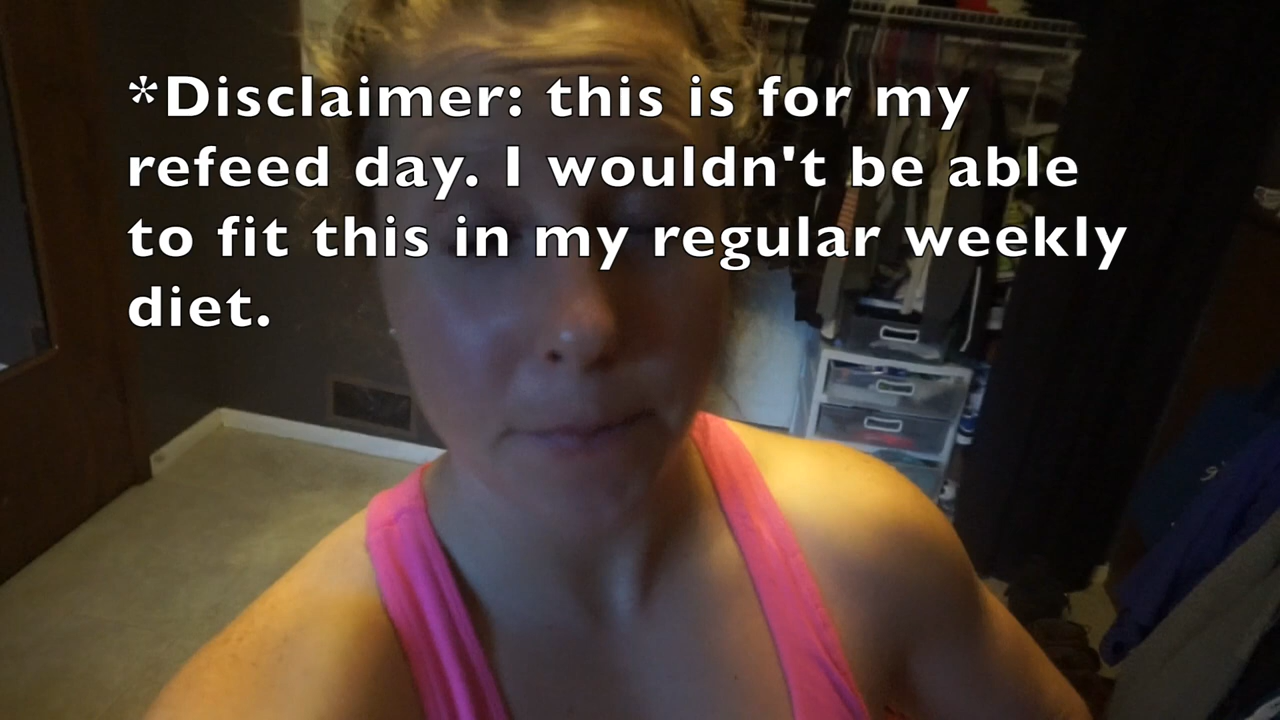 *Disclaimer: this is for my
refeed day. I wouldn't be able
to fit this in my regular weekly
diet.